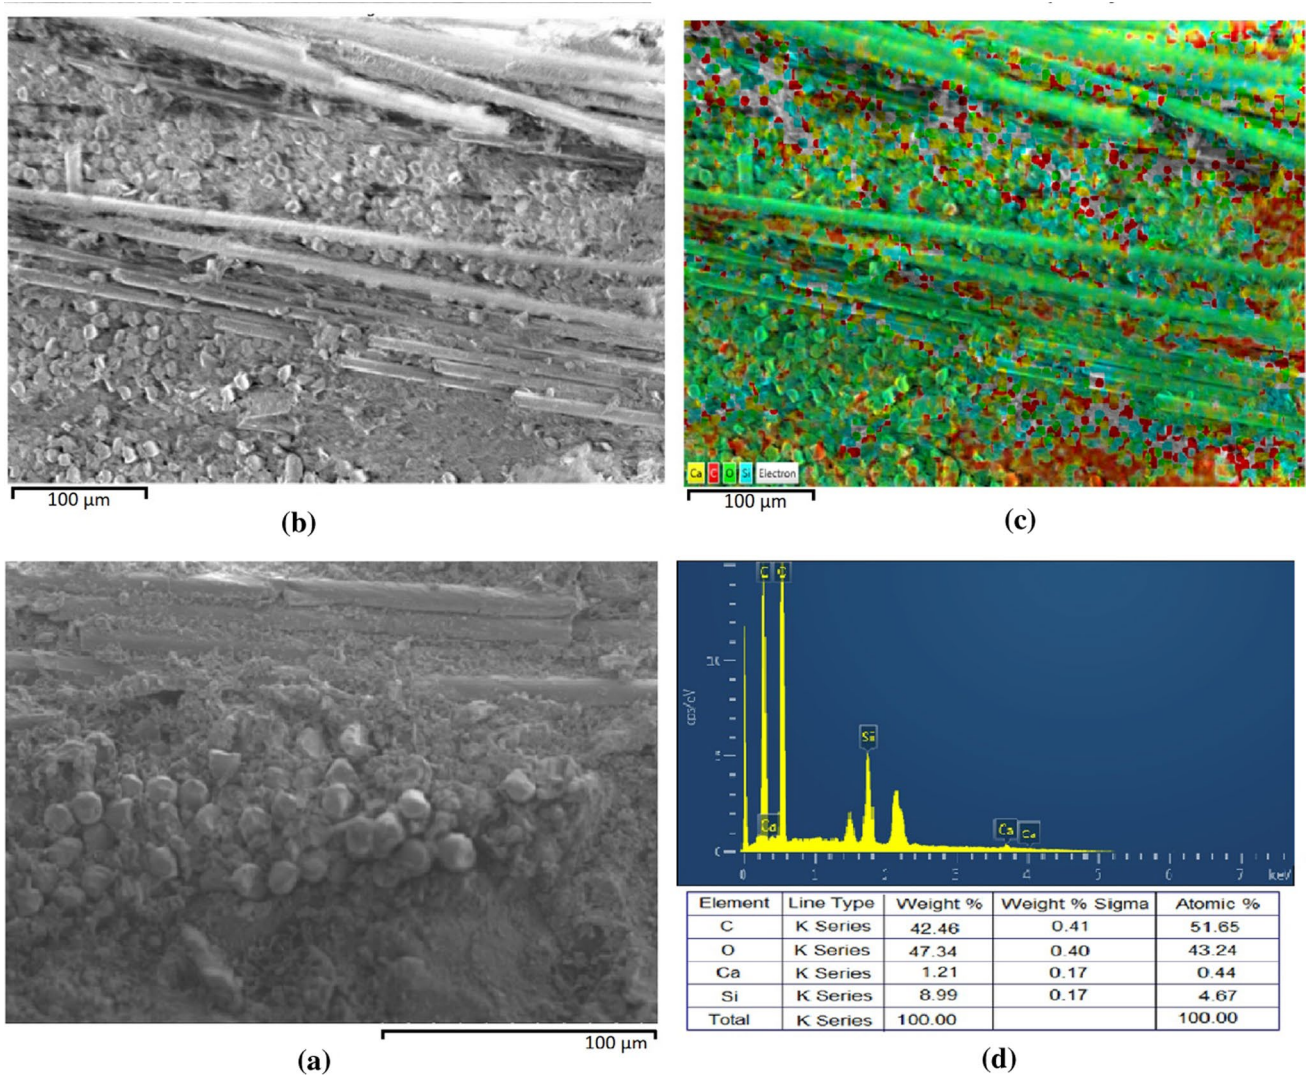 100 µm
(b)
Ca C O Si Electron
100 µm
(c)
100 µm
(a)
C
Si
Ca
Ca
Ca
cps/eV
0
0 1 2 3 4 5 6 7 keV
Element Line Type Weight % Weight % Sigma Atomic %
C K Series 42.46 0.41 51.65
O K Series 47.34 0.40 43.24
Ca K Series 1.21 0.17 0.44
Si K Series 8.99 0.17 4.67
Total K Series 100.00 100.00
(d)